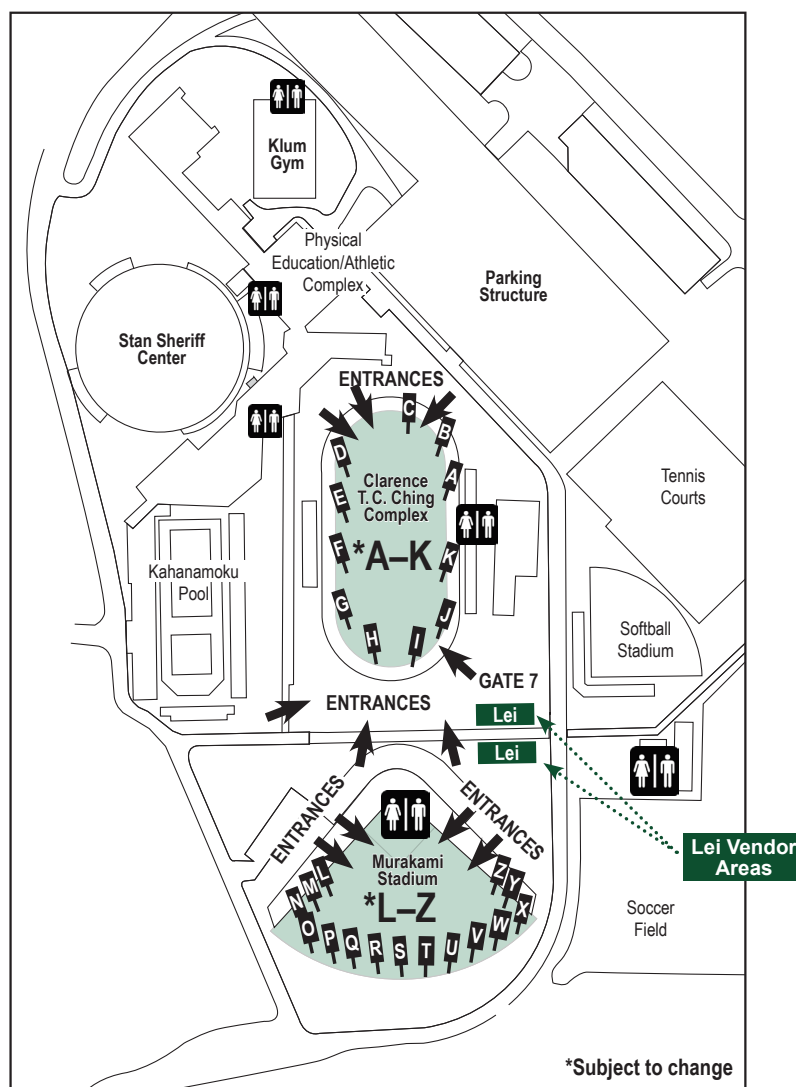 Klum
Gym
Physical
Education/Athletic
Complex
Parking
Structure
Stan Sheriff
Center
ENTRANCES
C
B
D
A
Clarence
T. C. Ching
Complex
E
Tennis
Courts
*A–K
F
K
Kahanamoku
Pool
G
J
H
I
Softball
Stadium
GATE 7
ENTRANCES
Lei
Lei
ENTRANCES
ENTRANCES
Lei Vendor
Areas
Murakami
Stadium
*L–Z
N
M
L
Z
Y
X
O
P
Q
R
S
T
U
V
W
Soccer
Field
*Subject to change